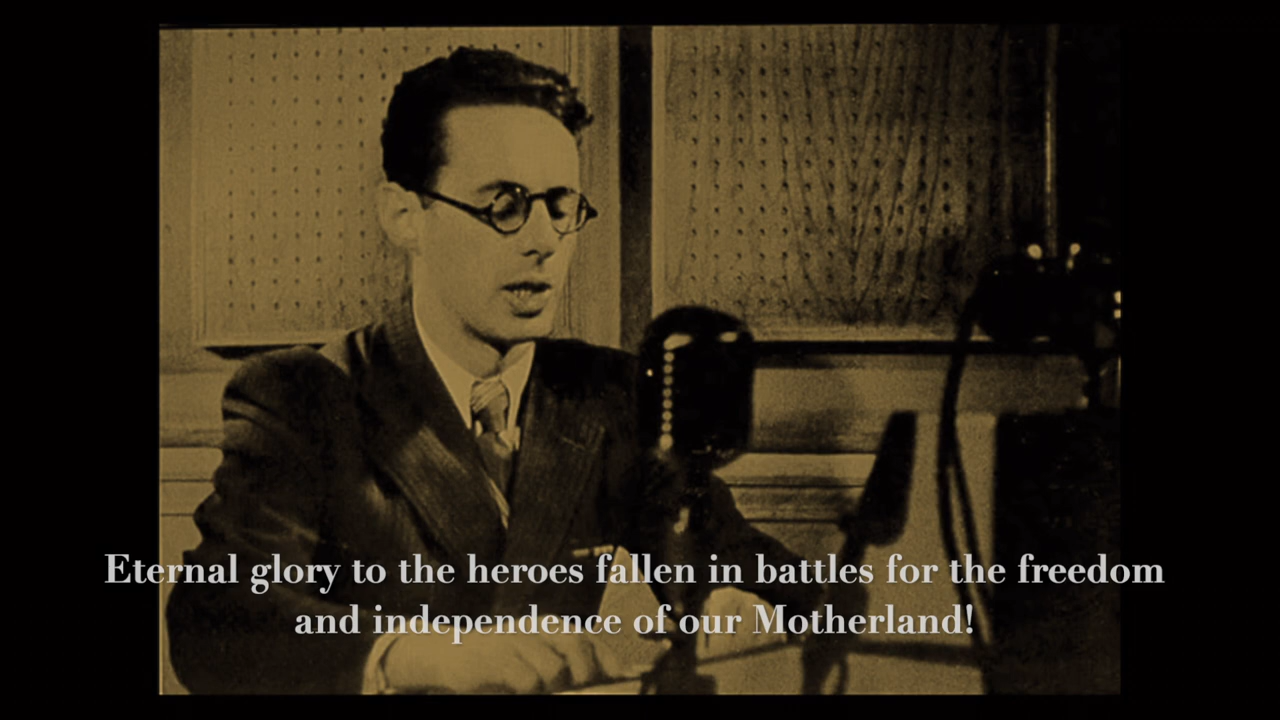 Eternal glory to the heroes fallen in battles for the freedom
and independence of our Motherland!